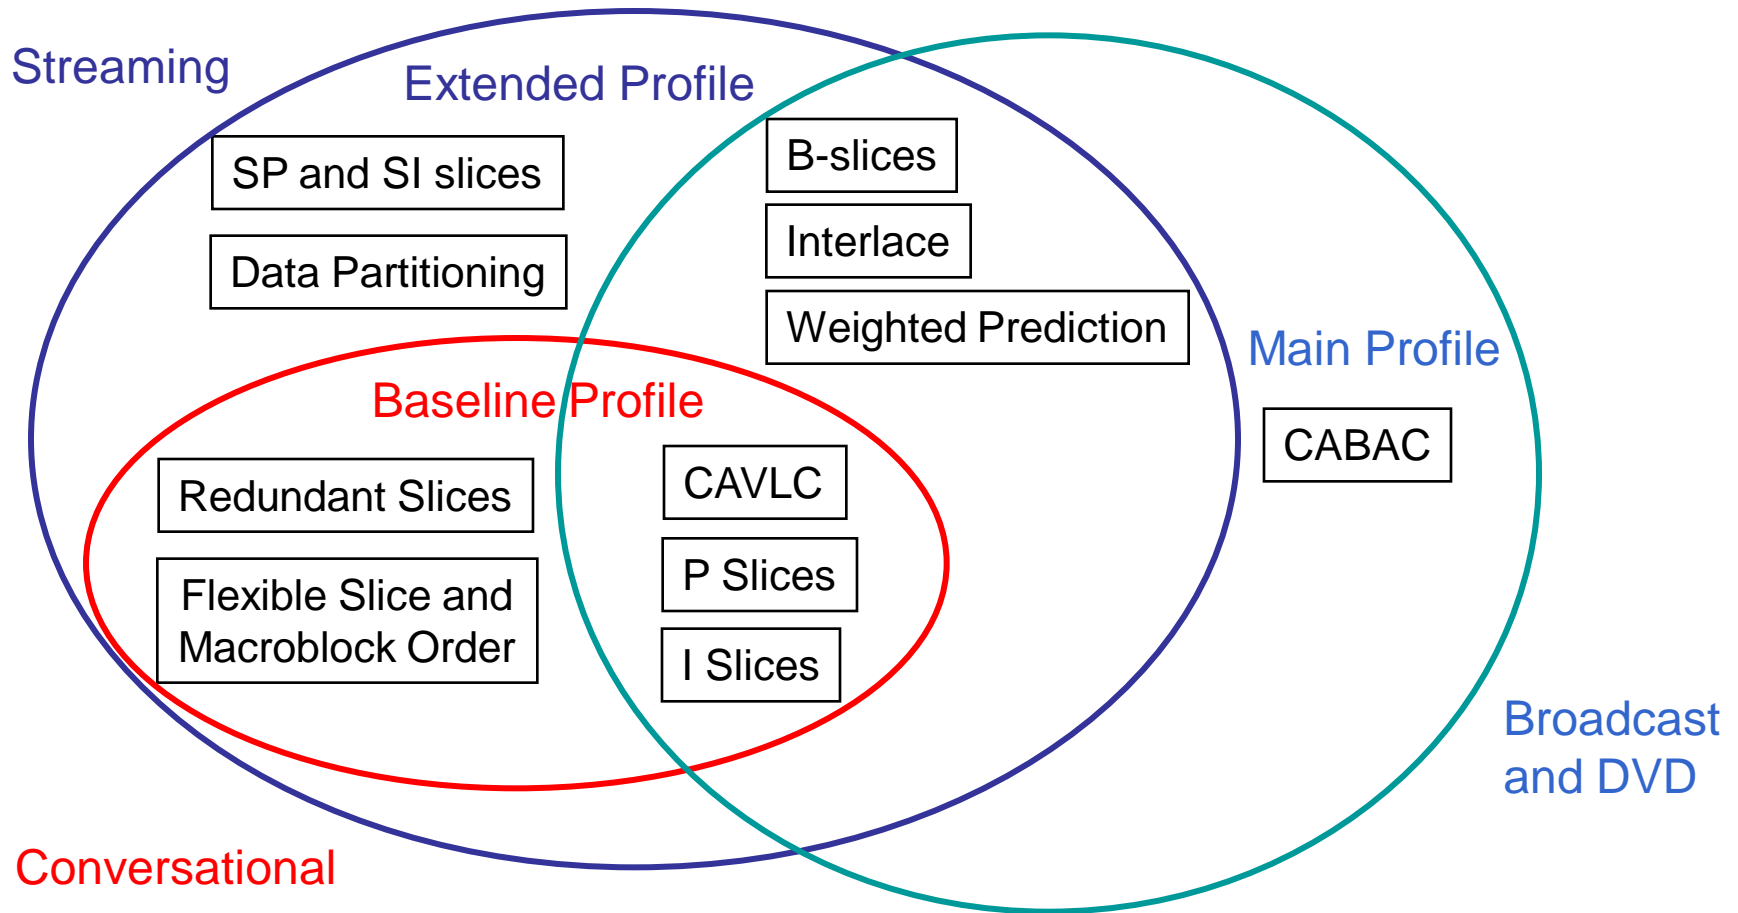 Streaming
Extended Profile
SP and SI slices
Data Partitioning
B-slices
Interlace
Weighted Prediction
Main Profile
CABAC
Baseline Profile
Redundant Slices
Flexible Slice and
Macroblock Order
CAVLC
P Slices
I Slices
Broadcast
and DVD
Conversational